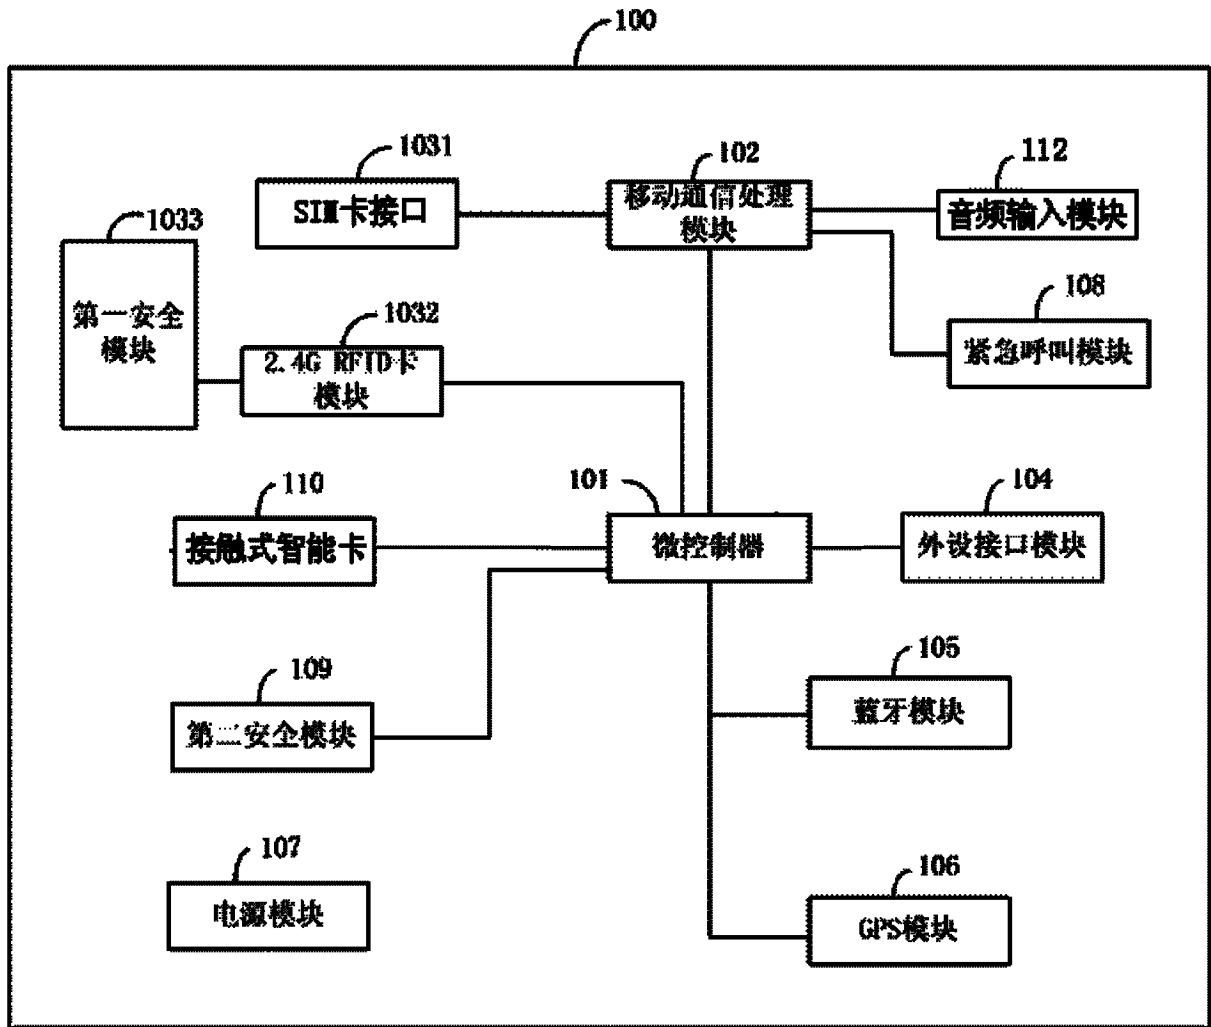 100
1031
SIM卡接口
102
移动通信处理
模块
112
音频输入模块
1033
第一安全
模块
1032
2.4G RFID卡
模块
108
紧急呼叫模块
110
接触式智能卡
101
微控制器
104
外设接口模块
109
第二安全模块
105
蓝牙模块
107
电源模块
106
GPS模块